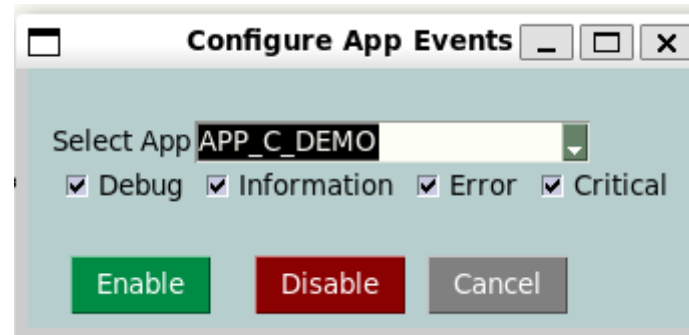 Configure App Events
Select App APP_C_DEMO
Debug Information Error Critical
Enable Disable Cancel